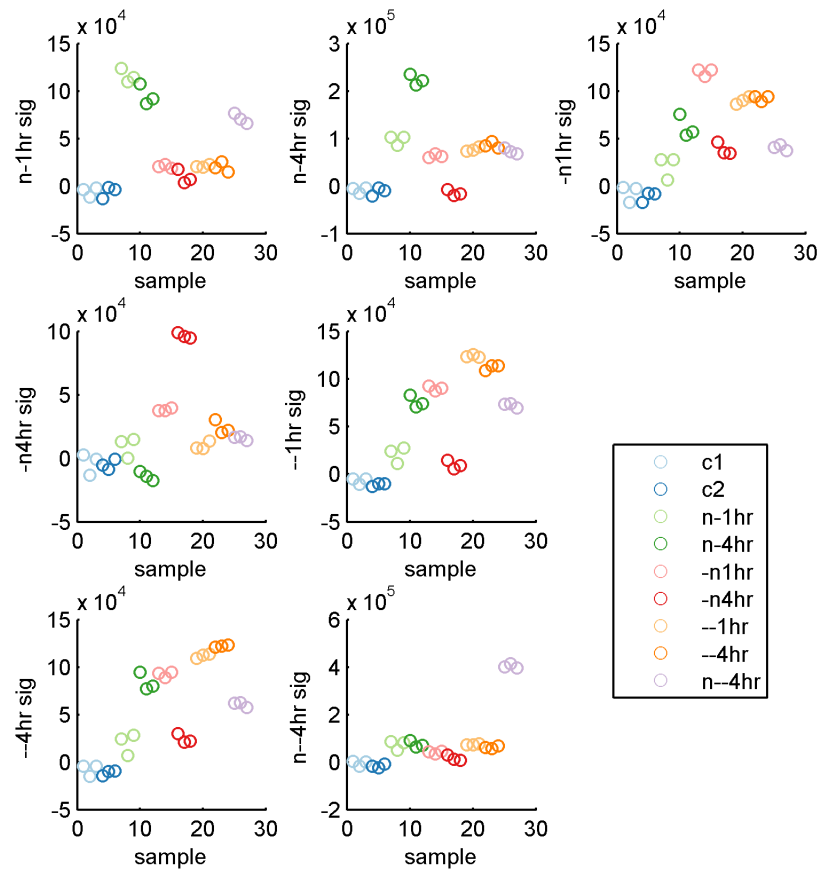 x 10^4
15
10
5
0
-5
n-1hr sig
0 10 20 30
sample
x 10^5
3
2
1
0
-1
n-4hr sig
0 10 20 30
sample
x 10^4
15
10
5
0
-5
-n1hr sig
0 10 20 30
sample
x 10^4
10
5
0
-5
-n4hr sig
0 10 20 30
sample
x 10^4
15
10
5
0
-5
--1hr sig
0 10 20 30
sample
c1
c2
n-1hr
n-4hr
-n1hr
-n4hr
--1hr
--4hr
n--4hr
x 10^4
15
10
5
0
-5
--4hr sig
0 10 20 30
sample
x 10^5
6
4
2
0
-2
n--4hr sig
0 10 20 30
sample